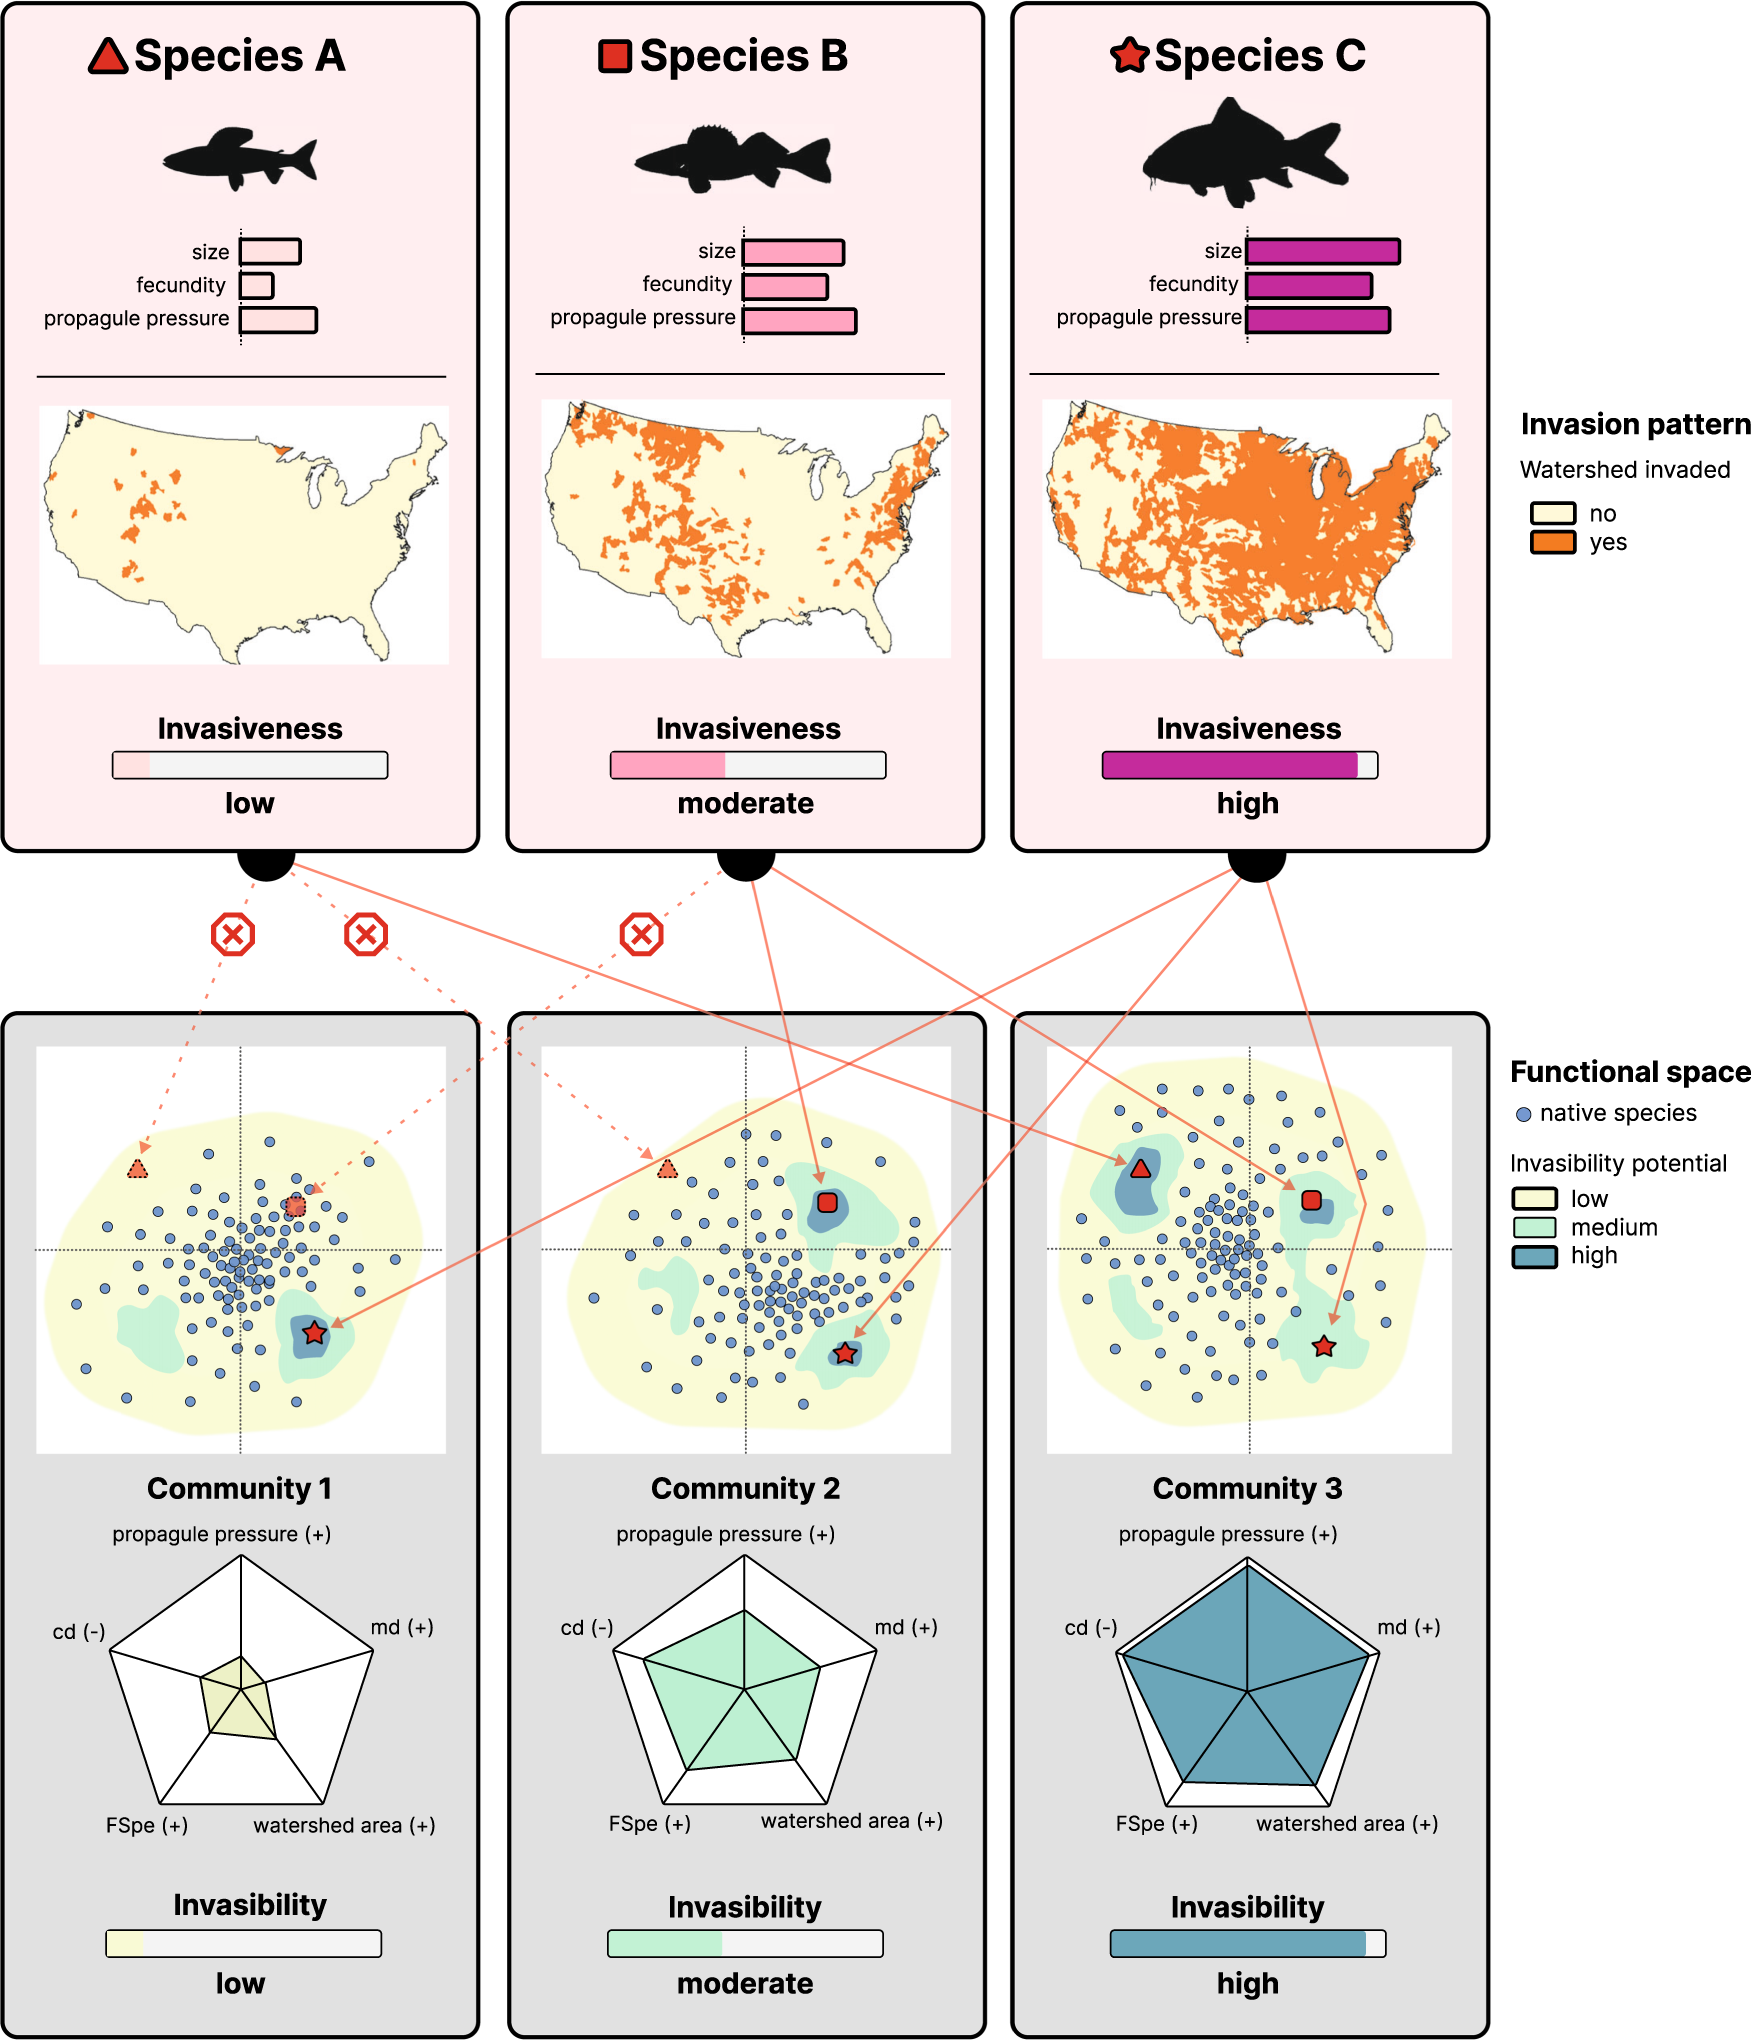 Species A
size
fecundity
propagule pressure
Invasiveness
low
Species B
size
fecundity
propagule pressure
Invasiveness
moderate
Species C
size
fecundity
propagule pressure
Invasiveness
high
Invasion pattern
Watershed invaded
no
yes
Community 1
propagule pressure (+)
cd (-)
md (+)
FSpe (+)
watershed area (+)
Invasibility
low
Community 2
propagule pressure (+)
cd (-)
md (+)
FSpe (+)
watershed area (+)
Invasibility
moderate
Community 3
propagule pressure (+)
cd (-)
md (+)
FSpe (+)
watershed area (+)
Invasibility
high
Functional space
native species
Invasibility potential
low
medium
high